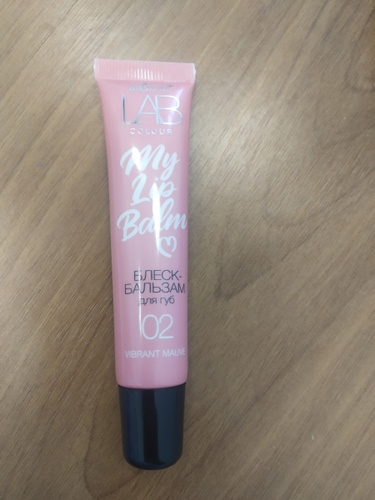 LAB
COLOUR
My
Lip
Balm
БЛЕСК-
БАЛЬЗАМ
для губ
02
VIBRANT MAUVE